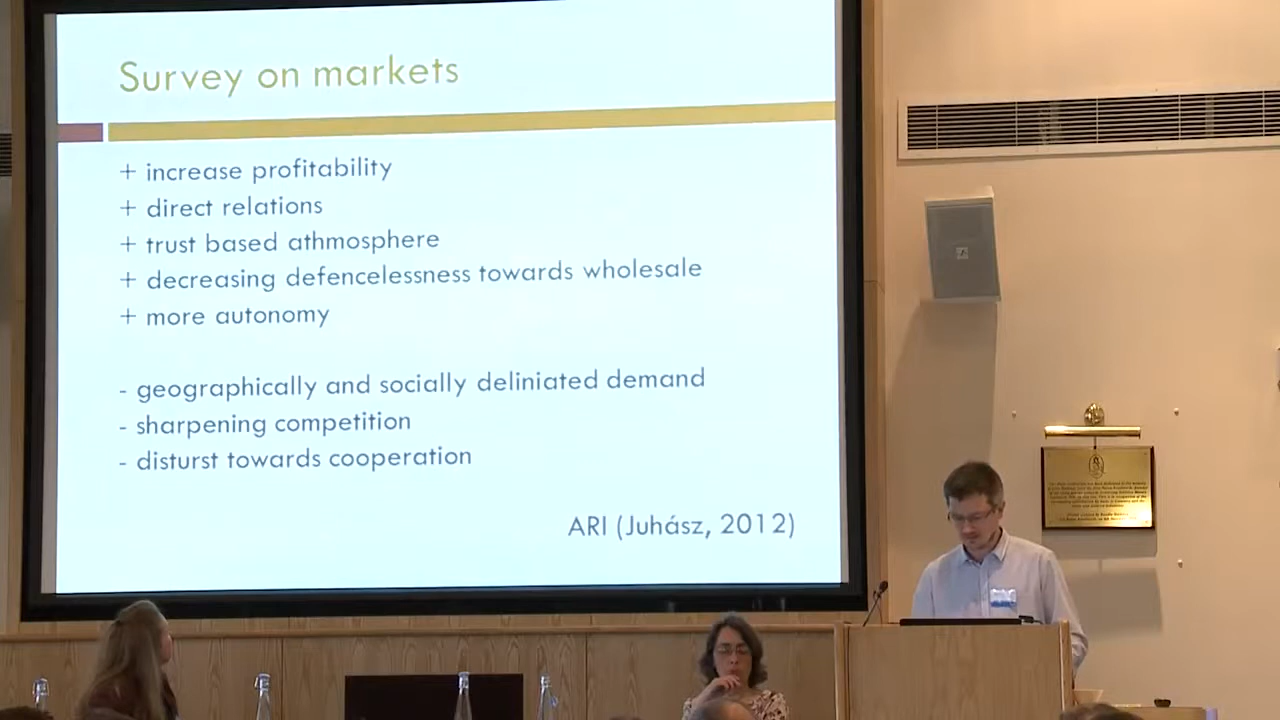 Survey on markets
+ increase profitability
+ direct relations
+ trust based athmosphere
+ decreasing defencelessness towards wholesale
+ more autonomy
- geographically and socially deliniated demand
- sharpening competition
- disturst towards cooperation
ARI (Juhász, 2012)